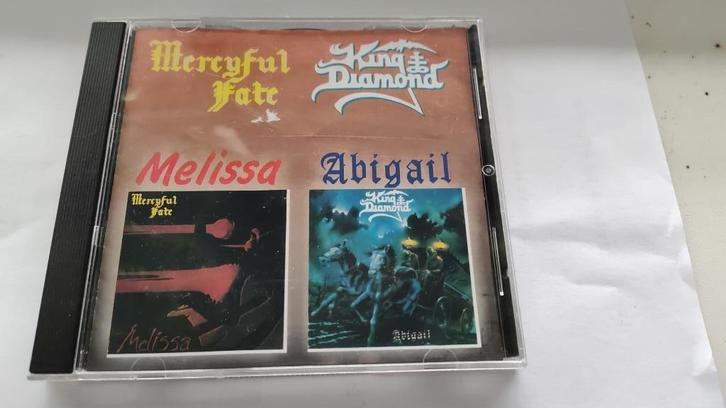 Mercyful
Fate
King
Diamond
Melissa
Abigail
Mercyful
Fate
Melissa
King
Diamond
Abigail